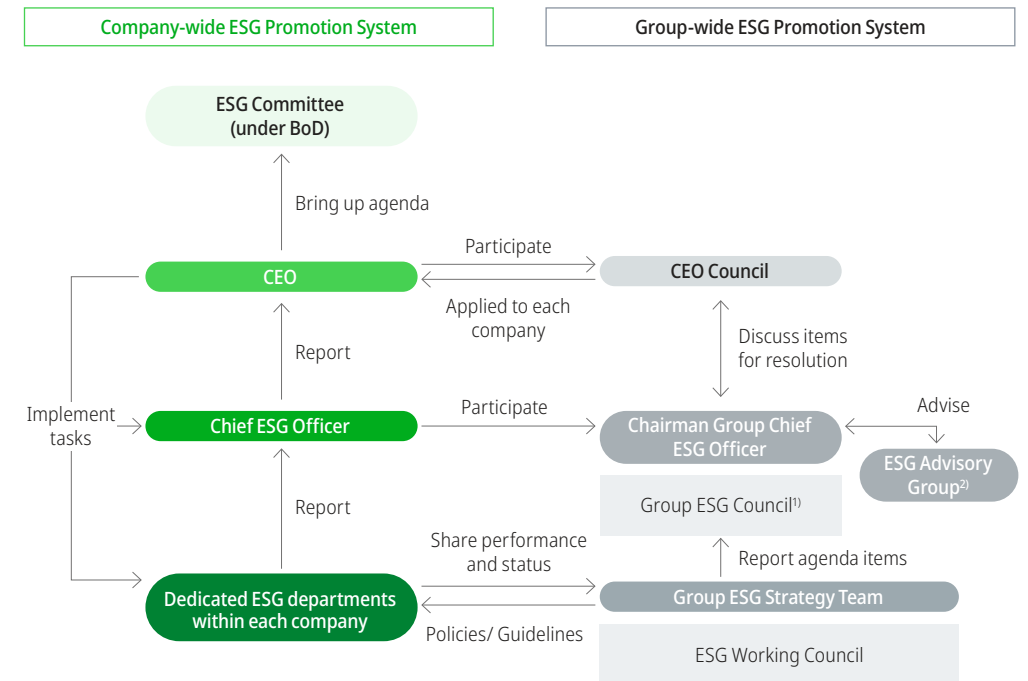 Company-wide ESG Promotion System
Group-wide ESG Promotion System
ESG Committee
(under BoD)
Bring up agenda
Participate
CEO
CEO Council
Applied to each
company
Report
Discuss items
for resolution
Implement
tasks
Chief ESG Officer
Participate
Chairman Group Chief
ESG Officer
Advise
ESG Advisory
Group2)
Group ESG Council1)
Report
Share performance
and status
Report agenda items
Dedicated ESG departments
within each company
Group ESG Strategy Team
Policies/ Guidelines
ESG Working Council